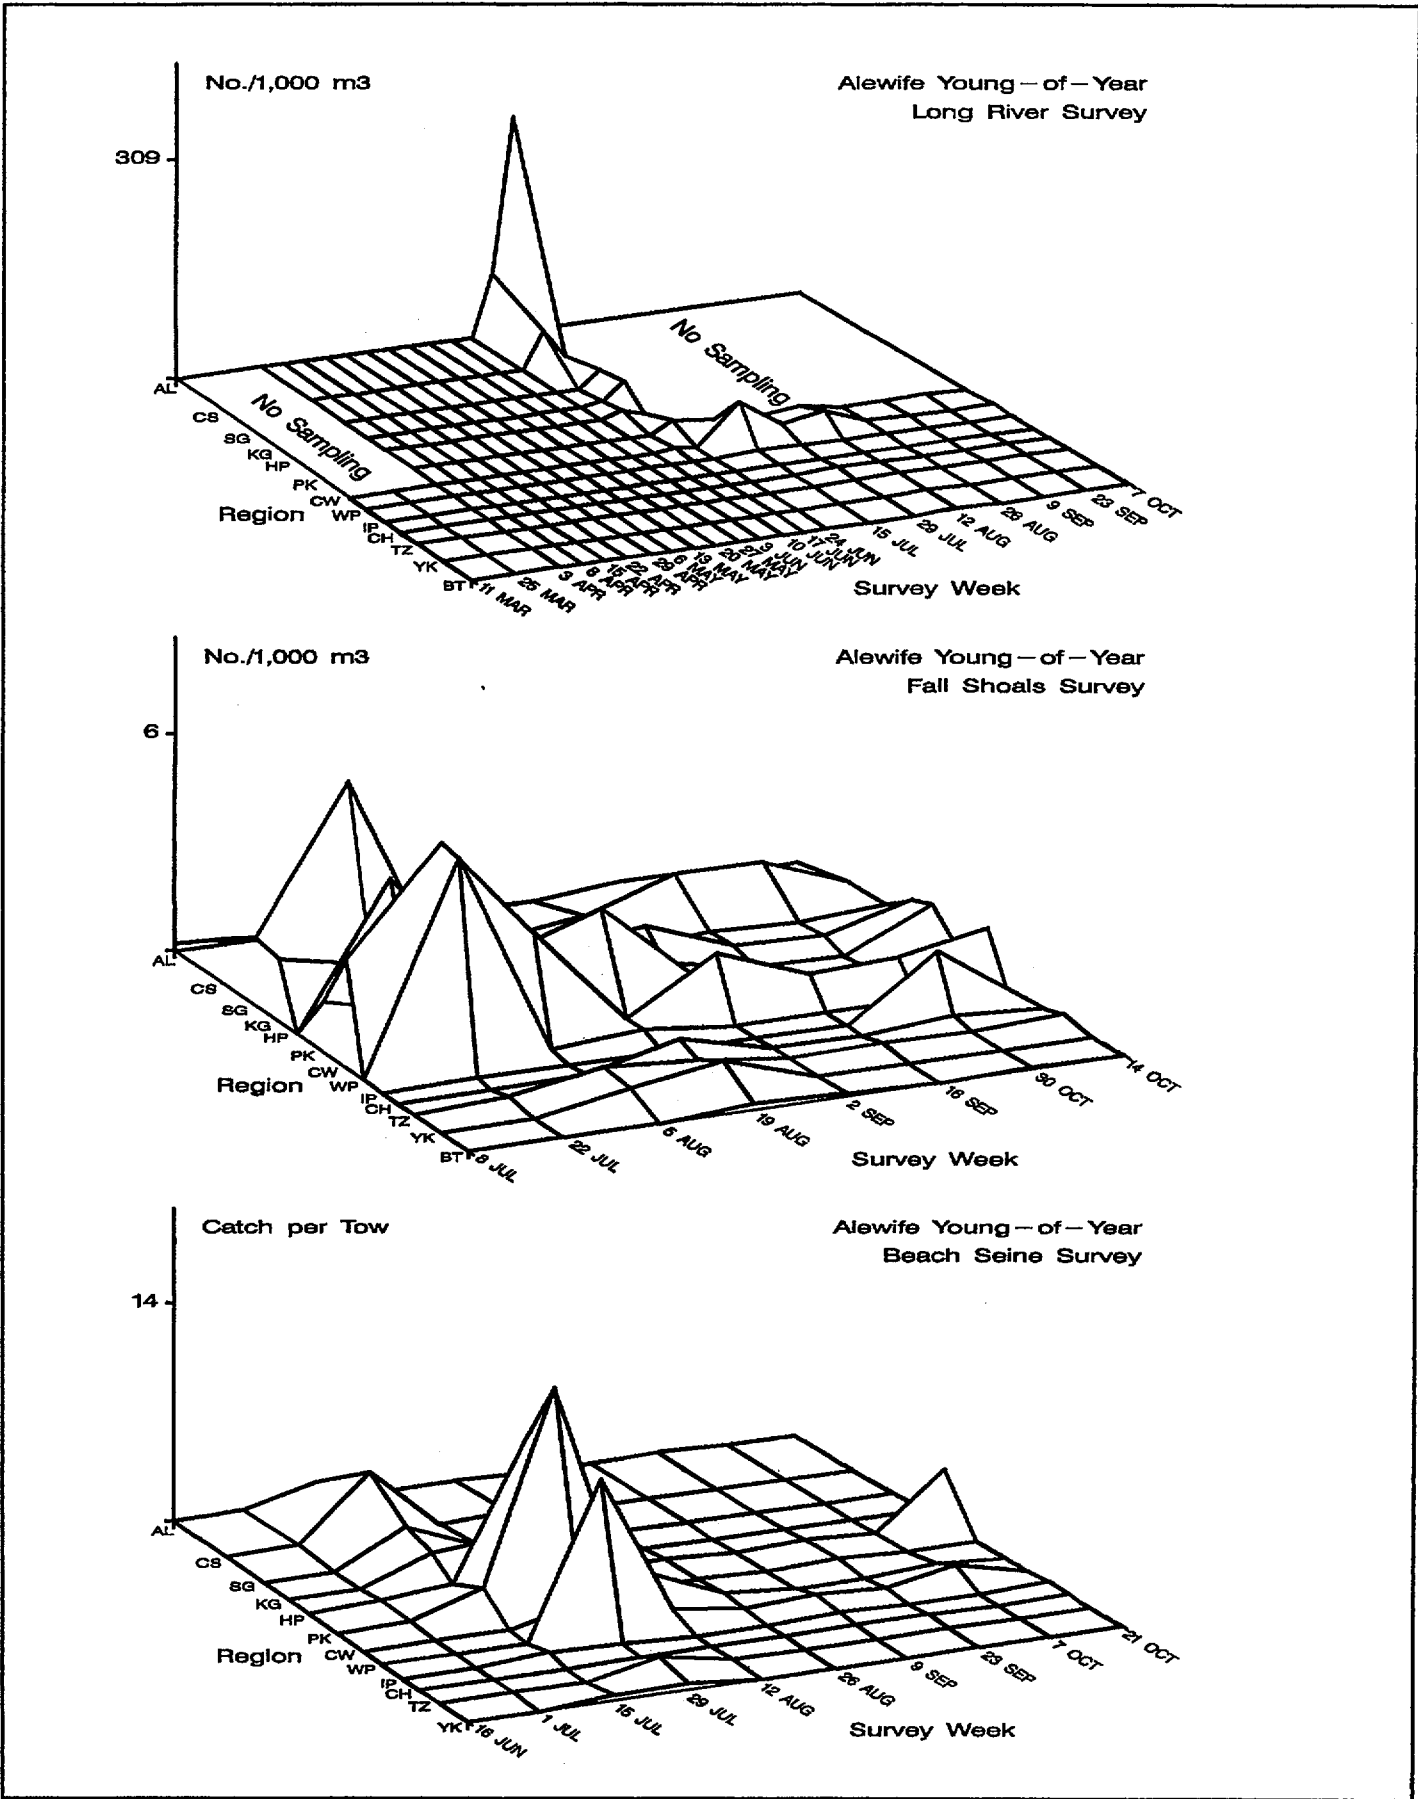 No./1,000 m3
Alewife Young-of-Year
Long River Survey
309
No Sampling
No Sampling
AL
CS
SG
KG
HP
PK
CW
WP
IP
CH
TZ
YK
BT
Region
11 MAR
25 MAR
3 APR
8 APR
15 APR
22 APR
29 APR
6 MAY
13 MAY
20 MAY
27 MAY
3 JUN
10 JUN
17 JUN
24 JUN
15 JUL
29 JUL
12 AUG
26 AUG
9 SEP
23 SEP
7 OCT
Survey Week
No./1,000 m3
Alewife Young-of-Year
Fall Shoals Survey
6
AL
CS
SG
KG
HP
PK
CW
WP
IP
CH
TZ
YK
BT
Region
8 JUL
22 JUL
5 AUG
19 AUG
2 SEP
16 SEP
30 OCT
14 OCT
Survey Week
Catch per Tow
Alewife Young-of-Year
Beach Seine Survey
14
AL
CS
SG
KG
HP
PK
CW
WP
IP
CH
TZ
YK
Region
16 JUN
1 JUL
15 JUL
29 JUL
12 AUG
26 AUG
9 SEP
23 SEP
7 OCT
21 OCT
Survey Week